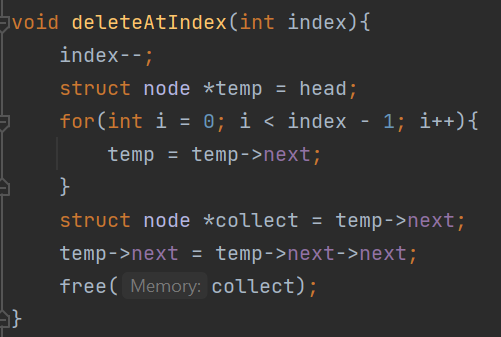 void deleteAtIndex(int index){
    index--;
    struct node *temp = head;
    for(int i = 0; i < index - 1; i++){
        temp = temp->next;
    }
    struct node *collect = temp->next;
    temp->next = temp->next->next;
    free( Memory: collect);
}